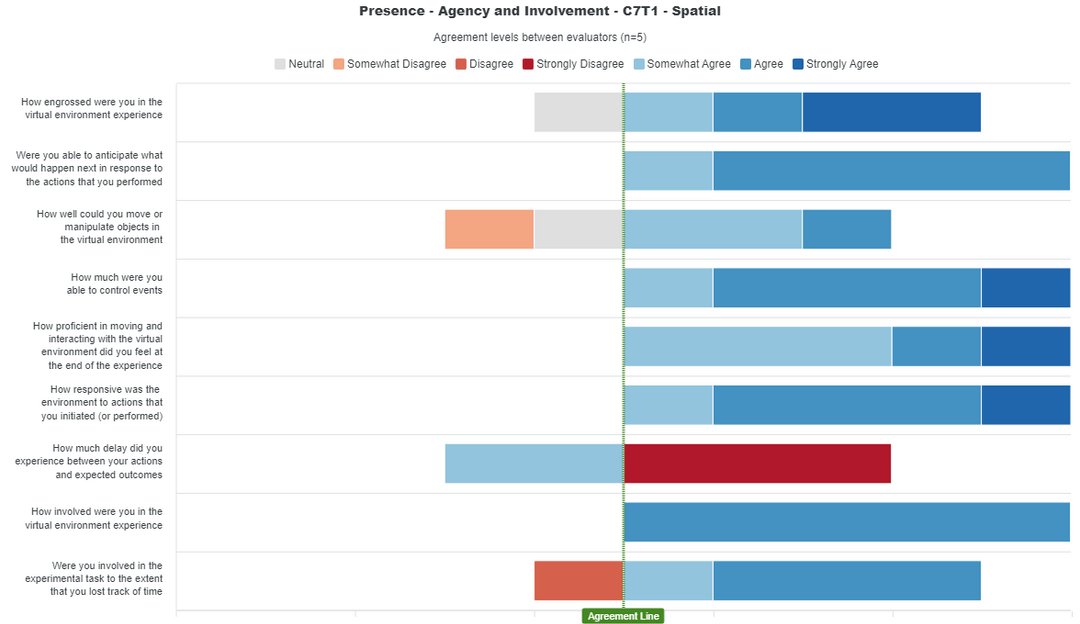 Presence - Agency and Involvement - C7T1 - Spatial
Agreement levels between evaluators (n=5)
Neutral Somewhat Disagree Disagree Strongly Disagree Somewhat Agree Agree Strongly Agree
How engrossed were you in the
virtual environment experience
Were you able to anticipate what
would happen next in response to
the actions that you performed
How well could you move or
manipulate objects in
the virtual environment
How much were you
able to control events
How proficient in moving and
interacting with the virtual
environment did you feel at
the end of the experience
How responsive was the
environment to actions that
you initiated (or performed)
How much delay did you
experience between your actions
and expected outcomes
How involved were you in the
virtual environment experience
Were you involved in the
experimental task to the extent
that you lost track of time
Agreement Line